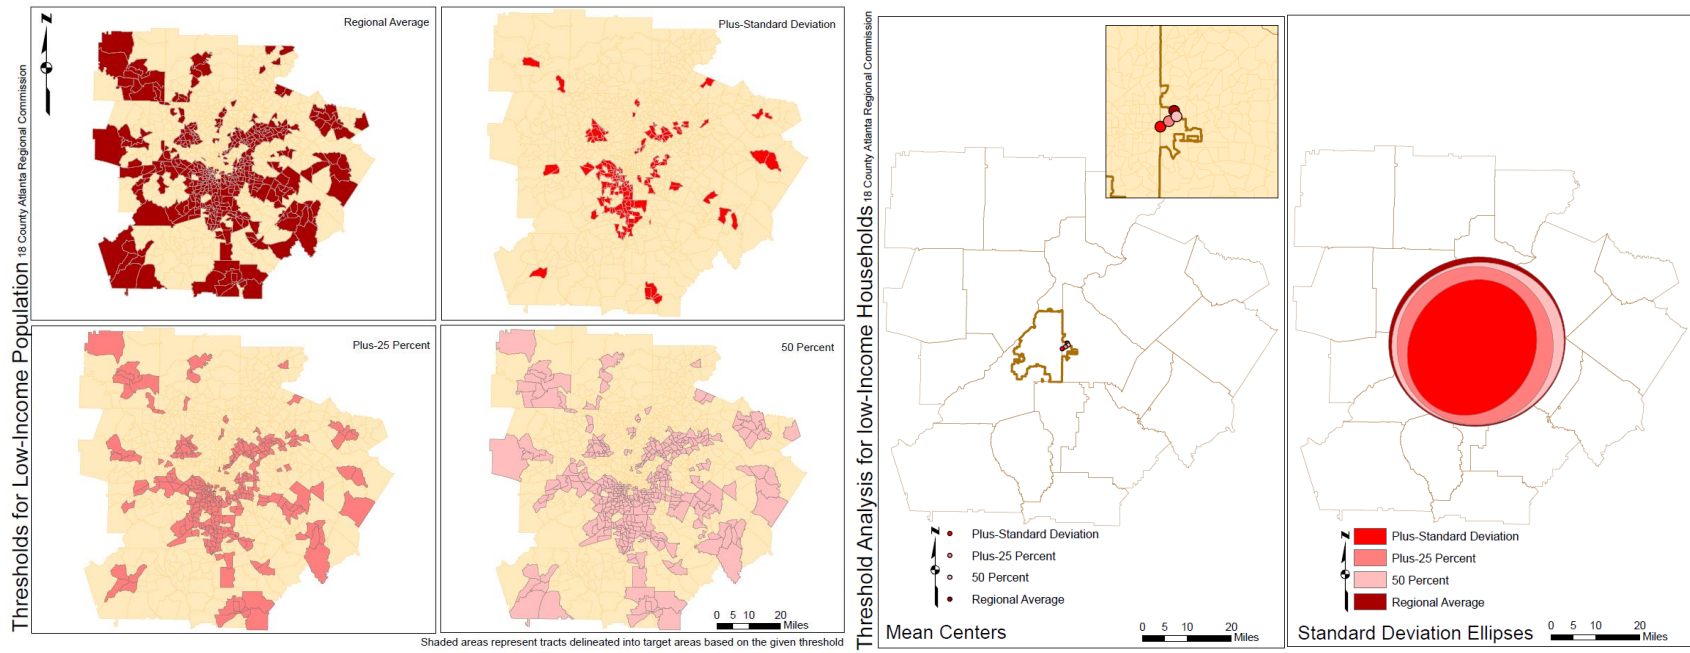 Thresholds for Low-Income Population 18 County Atlanta Regional Commission
N
Regional Average
Plus-Standard Deviation
Plus-25 Percent
50 Percent
0 5 10 20
Miles
Shaded areas represent tracts delineated into target areas based on the given threshold
Threshold Analysis for low-Income Households 18 County Atlanta Regional Commission
N
Plus-Standard Deviation
Plus-25 Percent
50 Percent
Regional Average
Mean Centers
0 5 10 20
Miles
N
Plus-Standard Deviation
Plus-25 Percent
50 Percent
Regional Average
Standard Deviation Ellipses
0 5 10 20
Miles